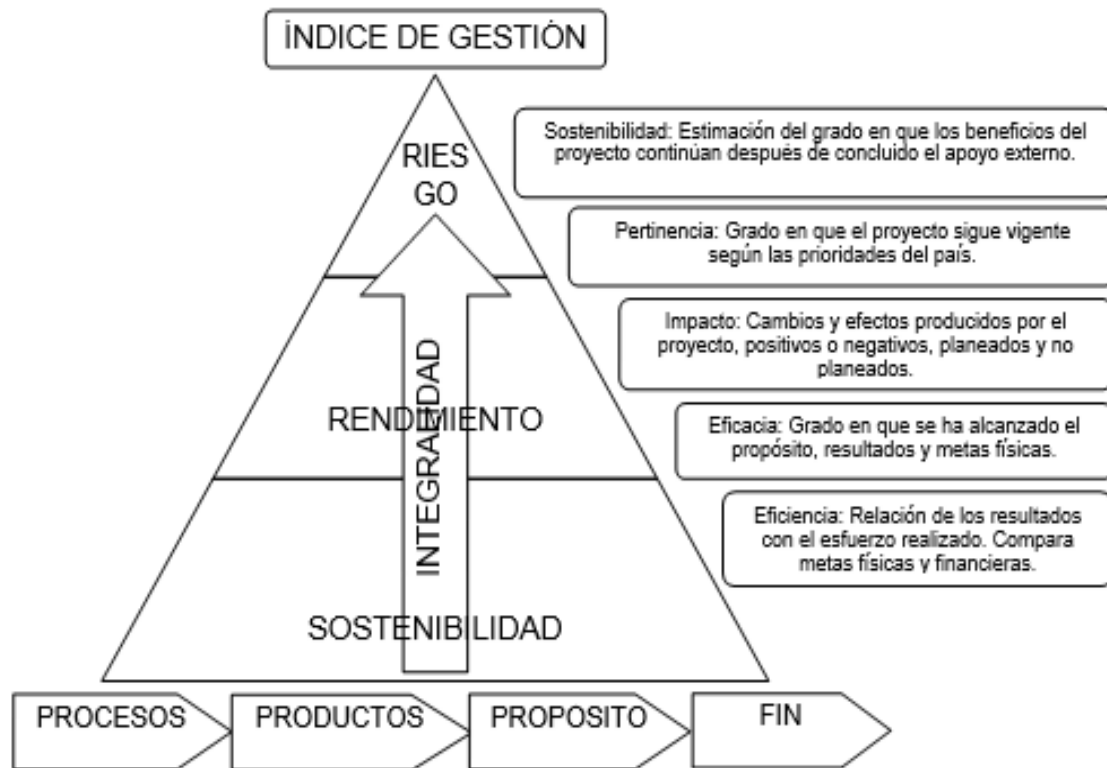 ÍNDICE DE GESTIÓN
RIES
GO
INTEGRALIDAD
RENDIMIENTO
SOSTENIBILIDAD
Sostenibilidad: Estimación del grado en que los beneficios del
proyecto continúan después de concluido el apoyo externo.
Pertinencia: Grado en que el proyecto sigue vigente
según las prioridades del país.
Impacto: Cambios y efectos producidos por el
proyecto, positivos o negativos, planeados y no
planeados.
Eficacia: Grado en que se ha alcanzado el
propósito, resultados y metas físicas.
Eficiencia: Relación de los resultados
con el esfuerzo realizado. Compara
metas físicas y financieras.
PROCESOS
PRODUCTOS
PROPOSITO
FIN